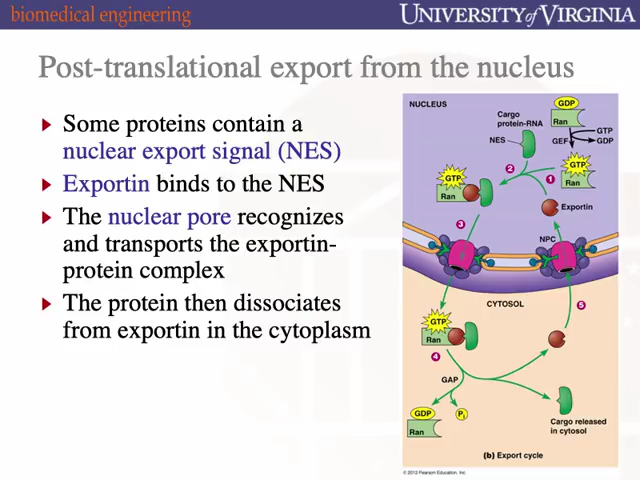 biomedical engineering
UNIVERSITY of VIRGINIA
Post-translational export from the nucleus
Some proteins contain a
nuclear export signal (NES)
Exportin binds to the NES
The nuclear pore recognizes
and transports the exportin-
protein complex
The protein then dissociates
from exportin in the cytoplasm
NUCLEUS
Cargo
protein-RNA
NES
GDP
Ran
GEF
GTP
GDP
GTP
Ran
1
2
GTP
Ran
Exportin
3
NPC
CYTOSOL
5
GTP
Ran
4
GAP
GDP
Ran
Pi
Cargo released
in cytosol
(b) Export cycle
© 2012 Pearson Education, Inc.